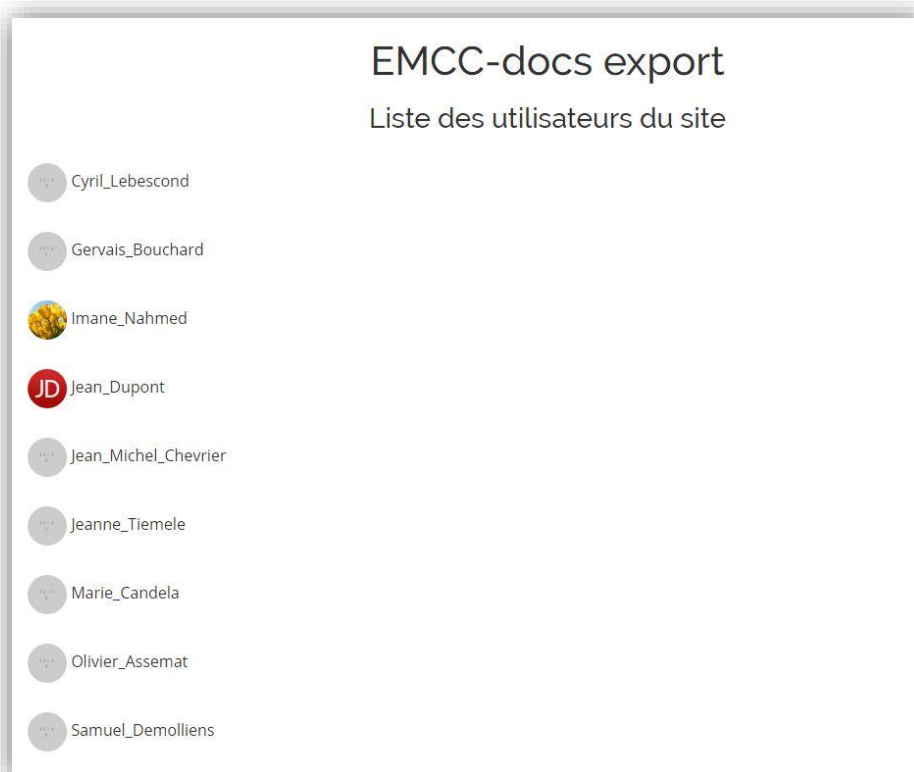 EMCC-docs export
Liste des utilisateurs du site
Cyril_Lebescond
Gervais_Bouchard
Imane_Nahmed
JD Jean_Dupont
Jean_Michel_Chevrier
Jeanne_Tiemele
Marie_Candela
Olivier_Assemat
Samuel_Demolliens